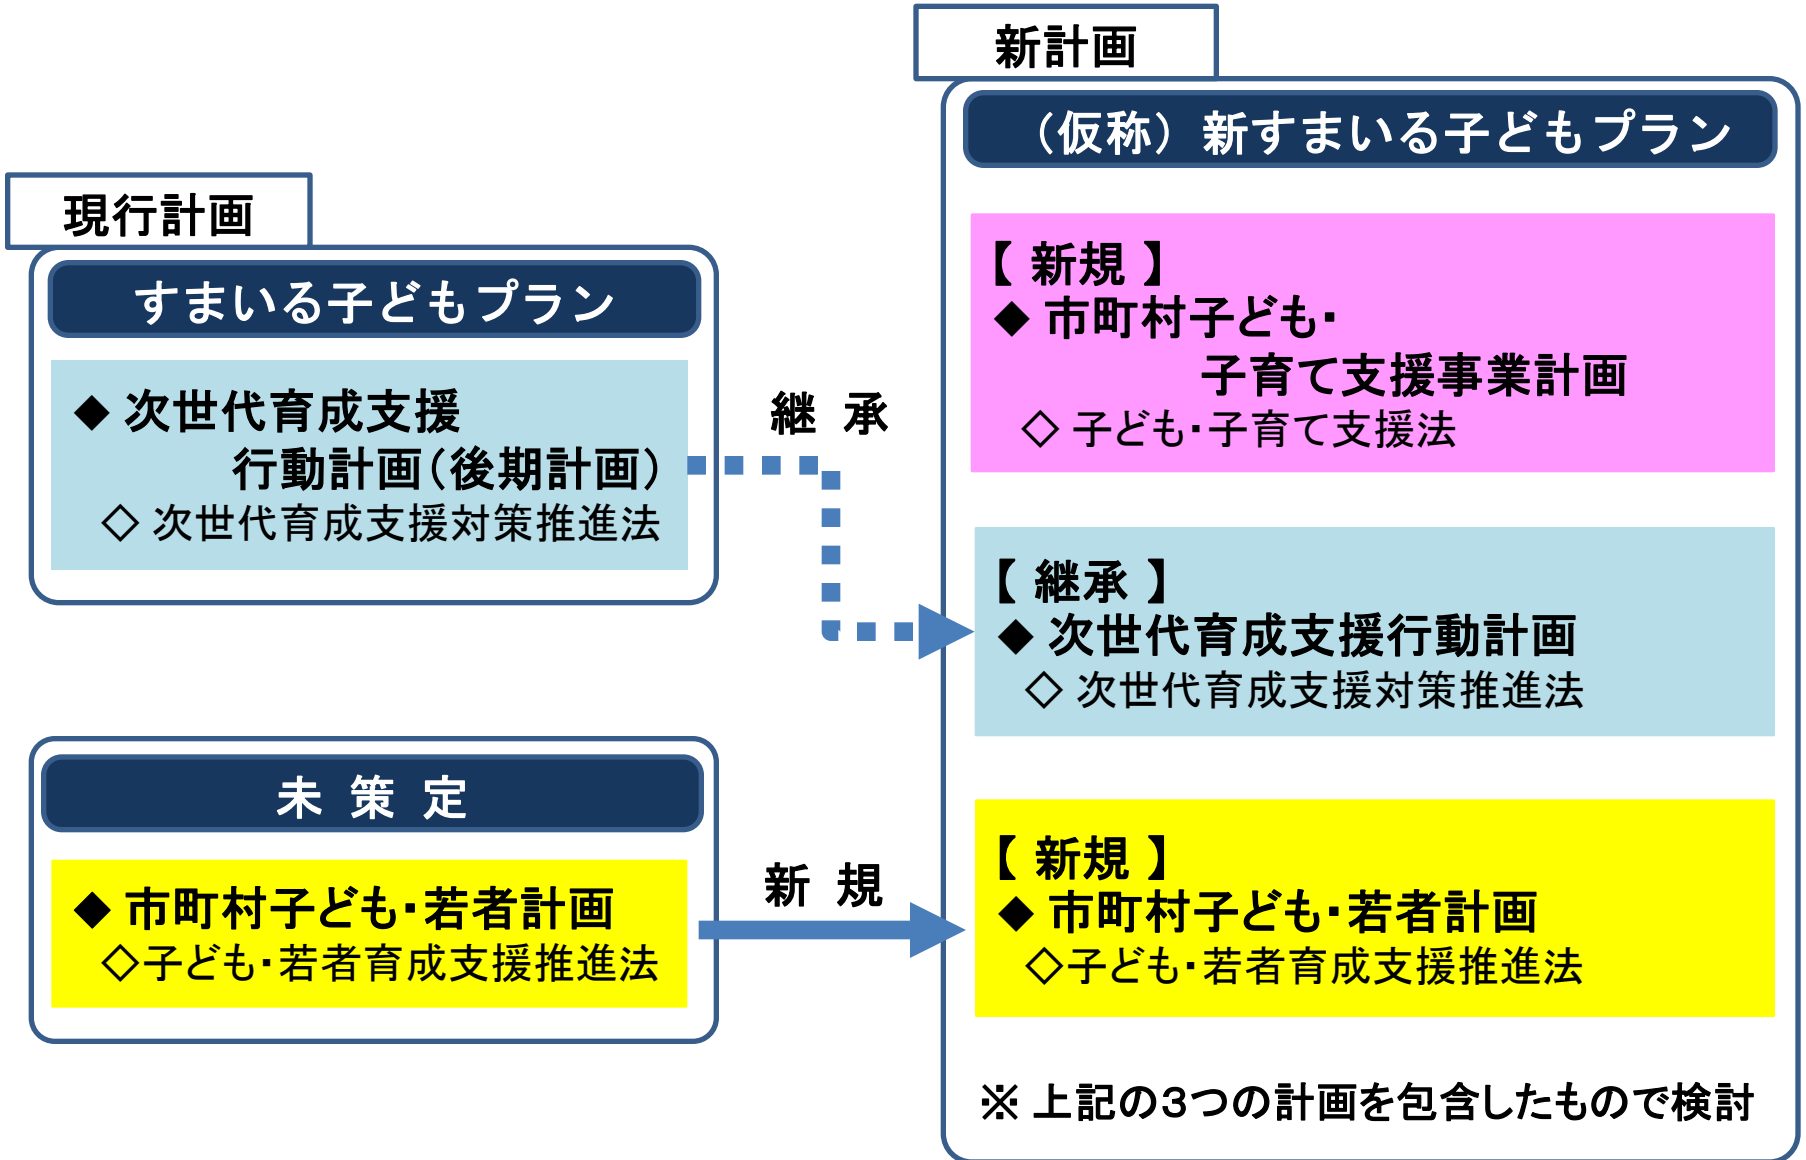 現行計画
すまいる子どもプラン
◆ 次世代育成支援
行動計画(後期計画)
◇ 次世代育成支援対策推進法
未 策 定
◆ 市町村子ども・若者計画
◇子ども・若者育成支援推進法
継 承
新 規
新計画
(仮称)新すまいる子どもプラン
【 新規 】
◆ 市町村子ども・
子育て支援事業計画
◇ 子ども・子育て支援法
【 継承 】
◆ 次世代育成支援行動計画
◇ 次世代育成支援対策推進法
【 新規 】
◆ 市町村子ども・若者計画
◇子ども・若者育成支援推進法
※ 上記の3つの計画を包含したもので検討